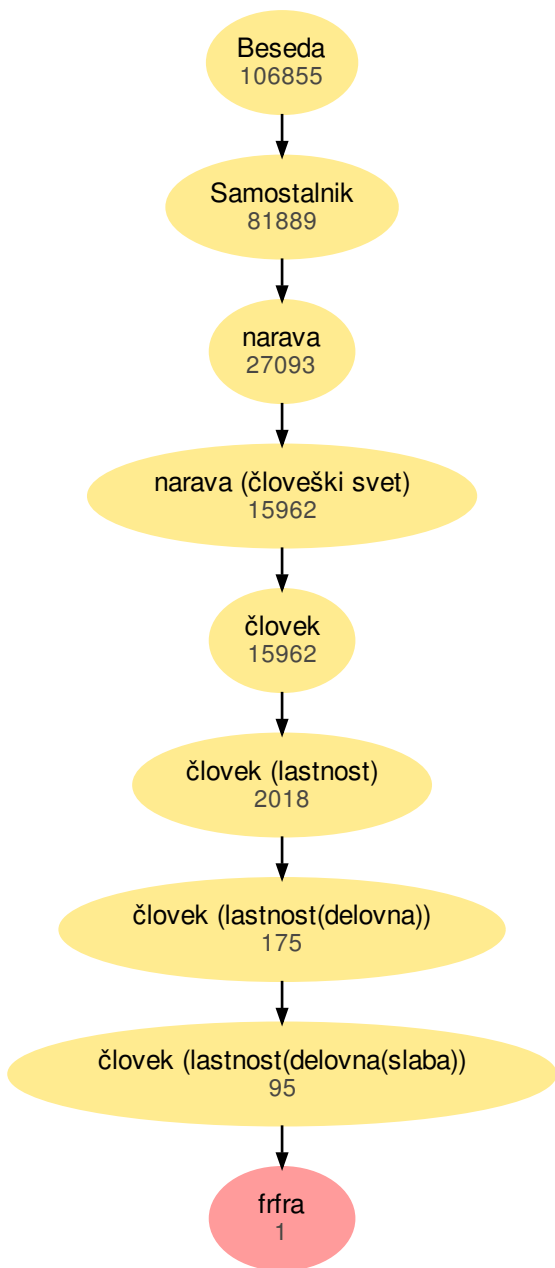 Beseda
106855
Samostalnik
81889
narava
27093
narava (človeški svet)
15962
človek
15962
človek (lastnost)
2018
človek (lastnost(delovna))
175
človek (lastnost(delovna(slaba))
95
frfra
1